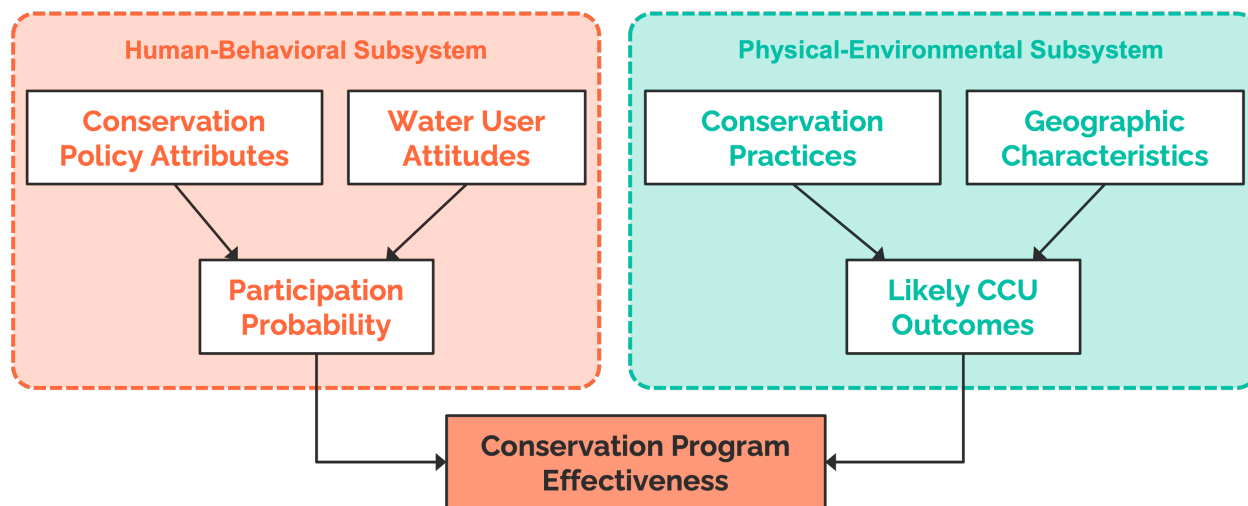 Human-Behavioral Subsystem
Conservation
Policy Attributes
Water User
Attitudes
Participation
Probability
Physical-Environmental Subsystem
Conservation
Practices
Geographic
Characteristics
Likely CCU
Outcomes
Conservation Program
Effectiveness